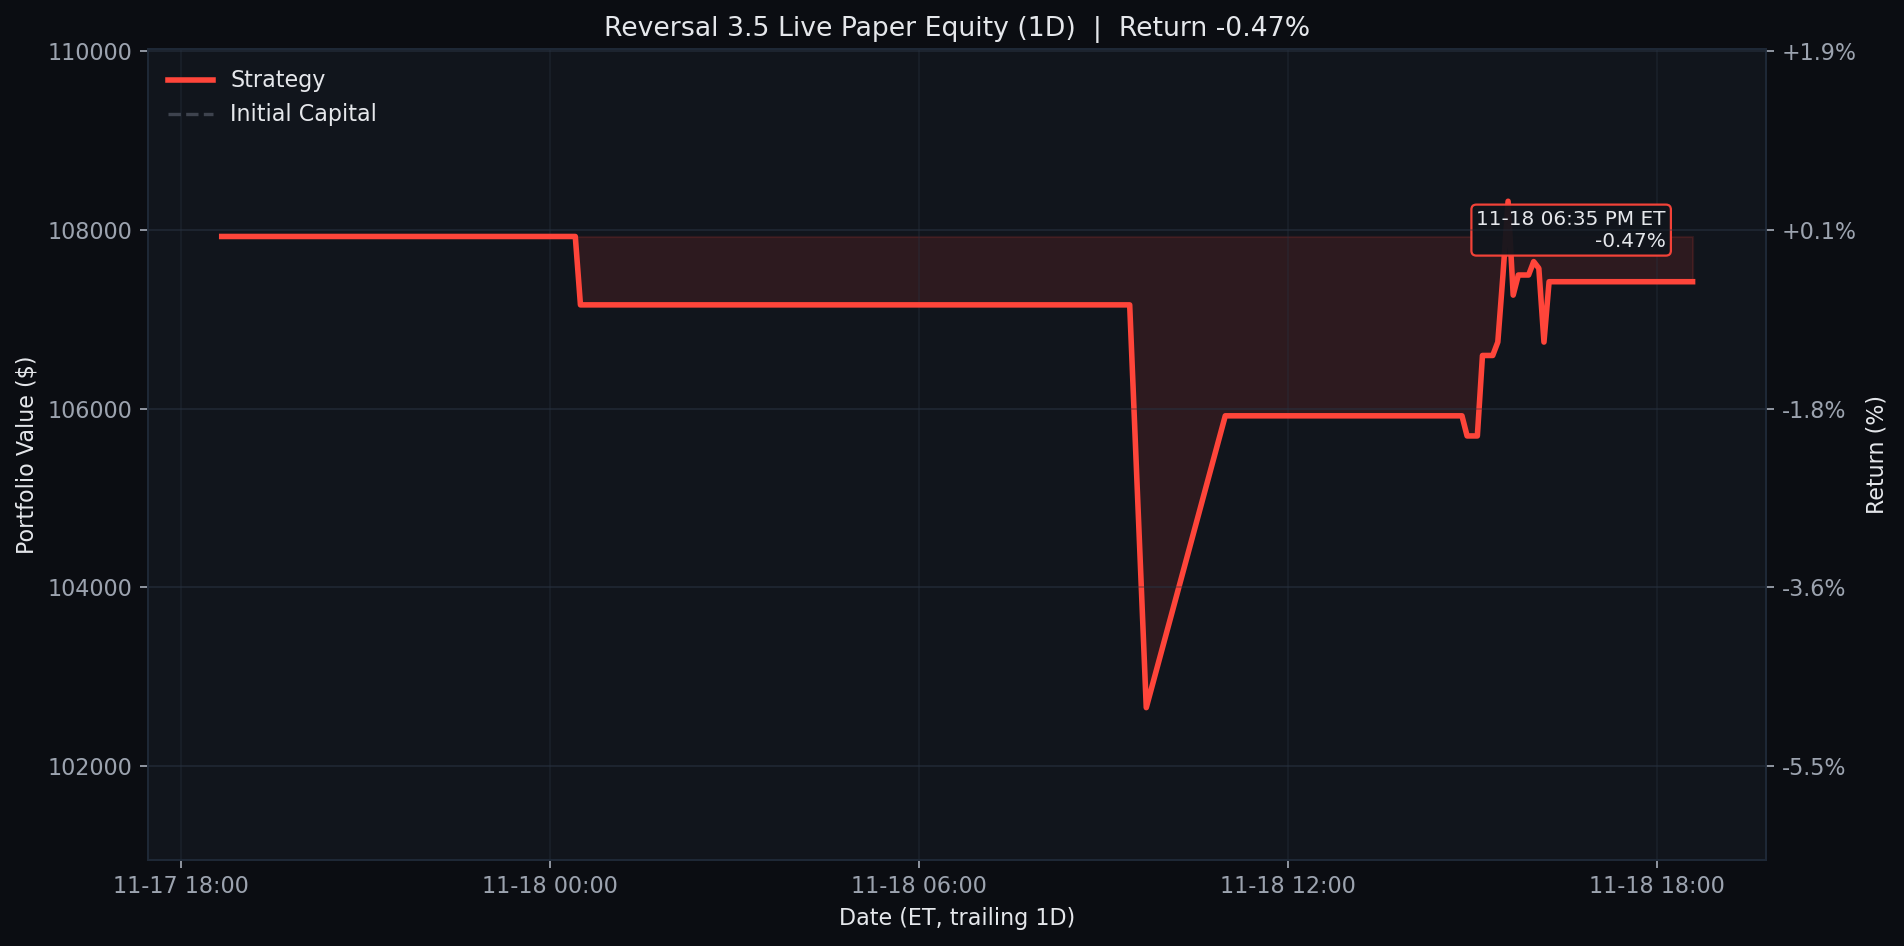 Reversal 3.5 Live Paper Equity (1D)  |  Return -0.47%
Strategy
Initial Capital
110000
108000
106000
104000
102000
Portfolio Value ($)
+1.9%
+0.1%
-1.8%
-3.6%
-5.5%
Return (%)
11-18 06:35 PM ET
-0.47%
11-17 18:00
11-18 00:00
11-18 06:00
11-18 12:00
11-18 18:00
Date (ET, trailing 1D)